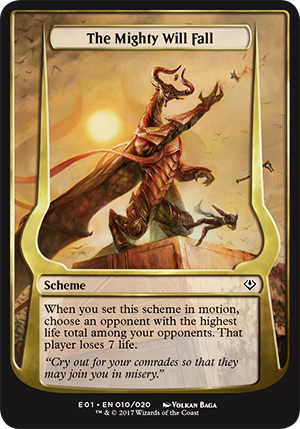 The Mighty Will Fall
Scheme
When you set this scheme in motion,
choose an opponent with the highest
life total among your opponents. That
player loses 7 life.
"Cry out for your comrades so that they
may join you in misery."
E01 • EN 010/020 Volkan Baga
™ & © 2017 Wizards of the Coast